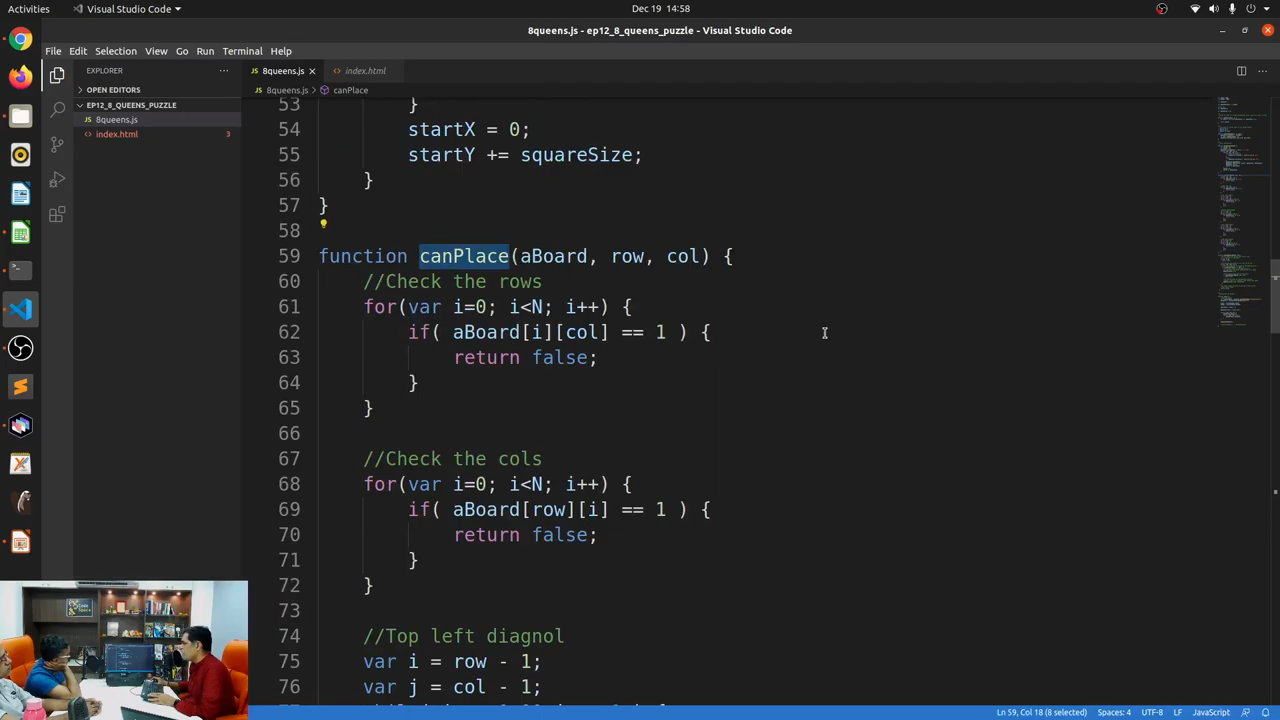 Activities
Visual Studio Code
Dec 19 14:58
8queens.js - ep12_8_queens_puzzle - Visual Studio Code
File Edit Selection View Go Run Terminal Help
EXPLORER
OPEN EDITORS
EP12_8_QUEENS_PUZZLE
8queens.js
index.html 3
8queens.js
index.html
8queens.js > canPlace
53 }
54 startX = 0;
55 startY += squareSize;
56 }
57 }
58
59 function canPlace(aBoard, row, col) {
60 //Check the rows
61 for(var i=0; i<N; i++) {
62 if( aBoard[i][col] == 1 ) {
63 return false;
64 }
65 }
66
67 //Check the cols
68 for(var i=0; i<N; i++) {
69 if( aBoard[row][i] == 1 ) {
70 return false;
71 }
72 }
73
74 //Top left diagnol
75 var i = row - 1;
76 var j = col - 1;
Ln 59, Col 18 (8 selected) Spaces: 4 UTF-8 LF JavaScript